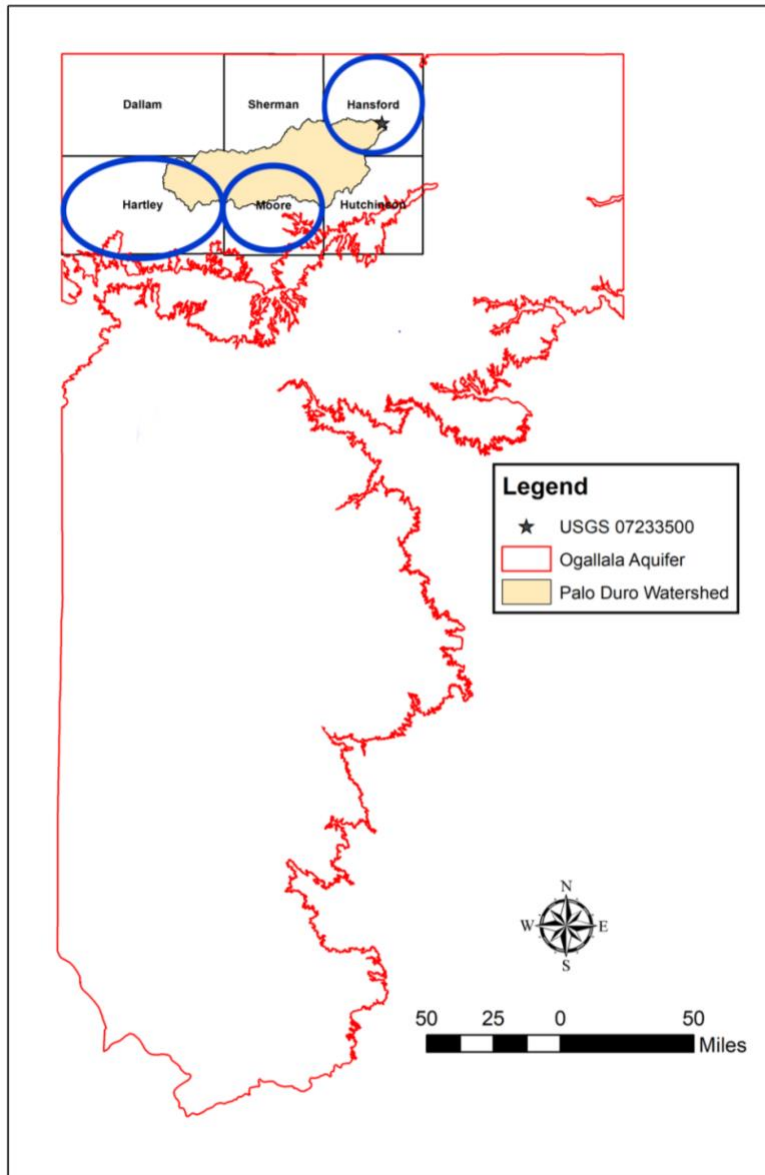 Dallam
Sherman
Hansford
Hartley
Moore
Hutchinson
Legend
USGS 07233500
Ogallala Aquifer
Palo Duro Watershed
N
W E
S
50 25 0 50
Miles